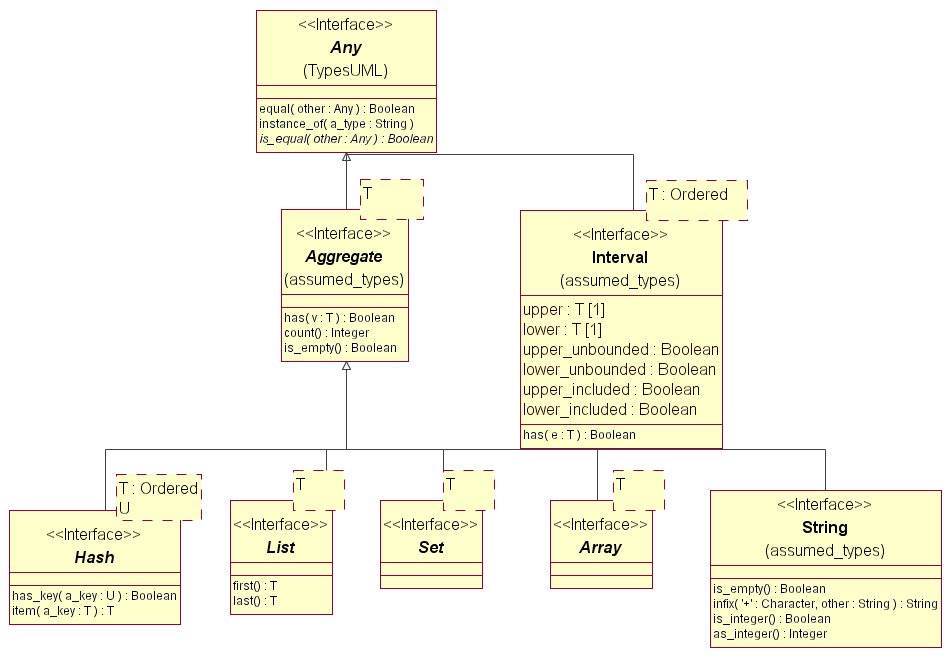 <<Interface>>
Any
(TypesUML)
equal( other : Any ) : Boolean
instance_of( a_type : String )
is_equal( other : Any ) : Boolean
T
<<Interface>>
Aggregate
(assumed_types)
has( v : T ) : Boolean
count() : Integer
is_empty() : Boolean
T : Ordered
<<Interface>>
Interval
(assumed_types)
upper : T [1]
lower : T [1]
upper_unbounded : Boolean
lower_unbounded : Boolean
upper_included : Boolean
lower_included : Boolean
has( e : T ) : Boolean
T : Ordered
U
<<Interface>>
Hash
has_key( a_key : U ) : Boolean
item( a_key : T ) : T
T
<<Interface>>
List
first() : T
last() : T
T
<<Interface>>
Set
T
<<Interface>>
Array
<<Interface>>
String
(assumed_types)
is_empty() : Boolean
infix( '+' : Character, other : String ) : String
is_integer() : Boolean
as_integer() : Integer